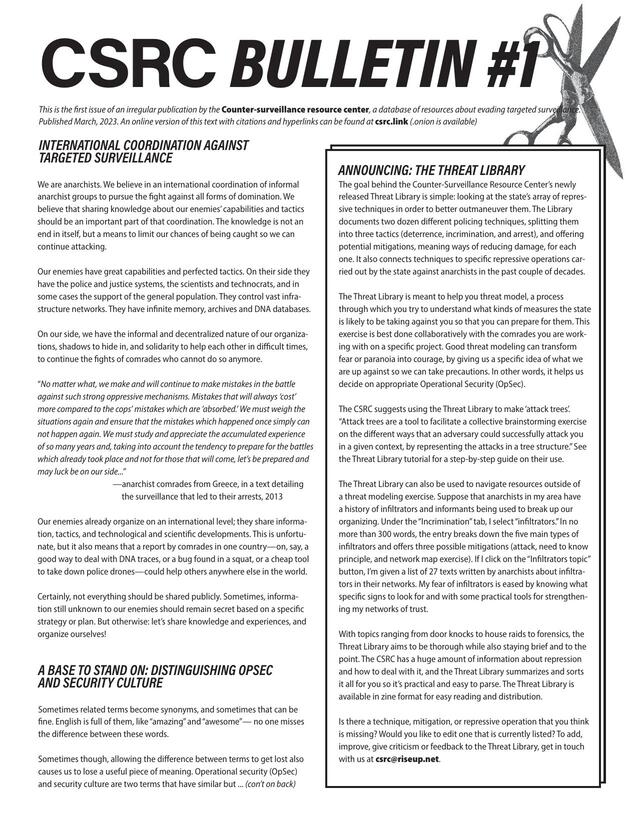 CSRC BULLETIN #1
This is the first issue of an irregular publication by the Counter-surveillance resource center, a database of resources about evading targeted surveillance.
Published March, 2023. An online version of this text with citations and hyperlinks can be found at csrc.link (.onion is available)
INTERNATIONAL COORDINATION AGAINST
TARGETED SURVEILLANCE
We are anarchists. We believe in an international coordination of informal
anarchist groups to pursue the fight against all forms of domination. We
believe that sharing knowledge about our enemies' capabilities and tactics
should be an important part of that coordination. The knowledge is not an
end in itself, but a means to limit our chances of being caught so we can
continue attacking.
Our enemies have great capabilities and perfected tactics. On their side they
have the police and justice systems, the scientists and technocrats, and in
some cases the support of the general population. They control vast infra-
structure networks. They have infinite memory, archives and DNA databases.
On our side, we have the informal and decentralized nature of our organiza-
tions, shadows to hide in, and solidarity to help each other in difficult times,
to continue the fights of comrades who cannot do so anymore.
"No matter what, we make and will continue to make mistakes in the battle
against such strong oppressive mechanisms. Mistakes that will always 'cost'
more compared to the cops' mistakes which are 'absorbed.' We must weigh the
situations again and ensure that the mistakes which happened once simply can
not happen again. We must study and appreciate the accumulated experience
of so many years and, taking into account the tendency to prepare for the battles
which already took place and not for those that will come, let's be prepared and
may luck be on our side..."
—anarchist comrades from Greece, in a text detailing
the surveillance that led to their arrests, 2013
Our enemies already organize on an international level; they share informa-
tion, tactics, and technological and scientific developments. This is unfortu-
nate, but it also means that a report by comrades in one country—on, say, a
good way to deal with DNA traces, or a bug found in a squat, or a cheap tool
to take down police drones—could help others anywhere else in the world.
Certainly, not everything should be shared publicly. Sometimes, informa-
tion still unknown to our enemies should remain secret based on a specific
strategy or plan. But otherwise: let's share knowledge and experiences, and
organize ourselves!
A BASE TO STAND ON: DISTINGUISHING OPSEC
AND SECURITY CULTURE
Sometimes related terms become synonyms, and sometimes that can be
fine. English is full of them, like "amazing" and "awesome"— no one misses
the difference between these words.
Sometimes though, allowing the difference between terms to get lost also
causes us to lose a useful piece of meaning. Operational security (OpSec)
and security culture are two terms that have similar but ... (con't on back)
ANNOUNCING: THE THREAT LIBRARY
The goal behind the Counter-Surveillance Resource Center's newly
released Threat Library is simple: looking at the state's array of repres-
sive techniques in order to better outmaneuver them. The Library
documents two dozen different policing techniques, splitting them
into three tactics (deterrence, incrimination, and arrest), and offering
potential mitigations, meaning ways of reducing damage, for each
one. It also connects techniques to specific repressive operations car-
ried out by the state against anarchists in the past couple of decades.
The Threat Library is meant to help you threat model, a process
through which you try to understand what kinds of measures the state
is likely to be taking against you so that you can prepare for them. This
exercise is best done collaboratively with the comrades you are work-
ing with on a specific project. Good threat modeling can transform
fear or paranoia into courage, by giving us a specific idea of what we
are up against so we can take precautions. In other words, it helps us
decide on appropriate Operational Security (OpSec).
The CSRC suggests using the Threat Library to make 'attack trees'.
"Attack trees are a tool to facilitate a collective brainstorming exercise
on the different ways that an adversary could successfully attack you
in a given context, by representing the attacks in a tree structure." See
the Threat Library tutorial for a step-by-step guide on their use.
The Threat Library can also be used to navigate resources outside of
a threat modeling exercise. Suppose that anarchists in my area have
a history of infiltrators and informants being used to break up our
organizing. Under the "Incrimination" tab, I select "infiltrators." In no
more than 300 words, the entry breaks down the five main types of
infiltrators and offers three possible mitigations (attack, need to know
principle, and network map exercise). If I click on the "Infiltrators topic"
button, I'm given a list of 27 texts written by anarchists about infiltra-
tors in their networks. My fear of infiltrators is eased by knowing what
specific signs to look for and with some practical tools for strengthen-
ing my networks of trust.
With topics ranging from door knocks to house raids to forensics, the
Threat Library aims to be thorough while also staying brief and to the
point. The CSRC has a huge amount of information about repression
and how to deal with it, and the Threat Library summarizes and sorts
it all for you so it's practical and easy to parse. The Threat Library is
available in zine format for easy reading and distribution.
Is there a technique, mitigation, or repressive operation that you think
is missing? Would you like to edit one that is currently listed? To add,
improve, give criticism or feedback to the Threat Library, get in touch
with us at csrc@riseup.net.